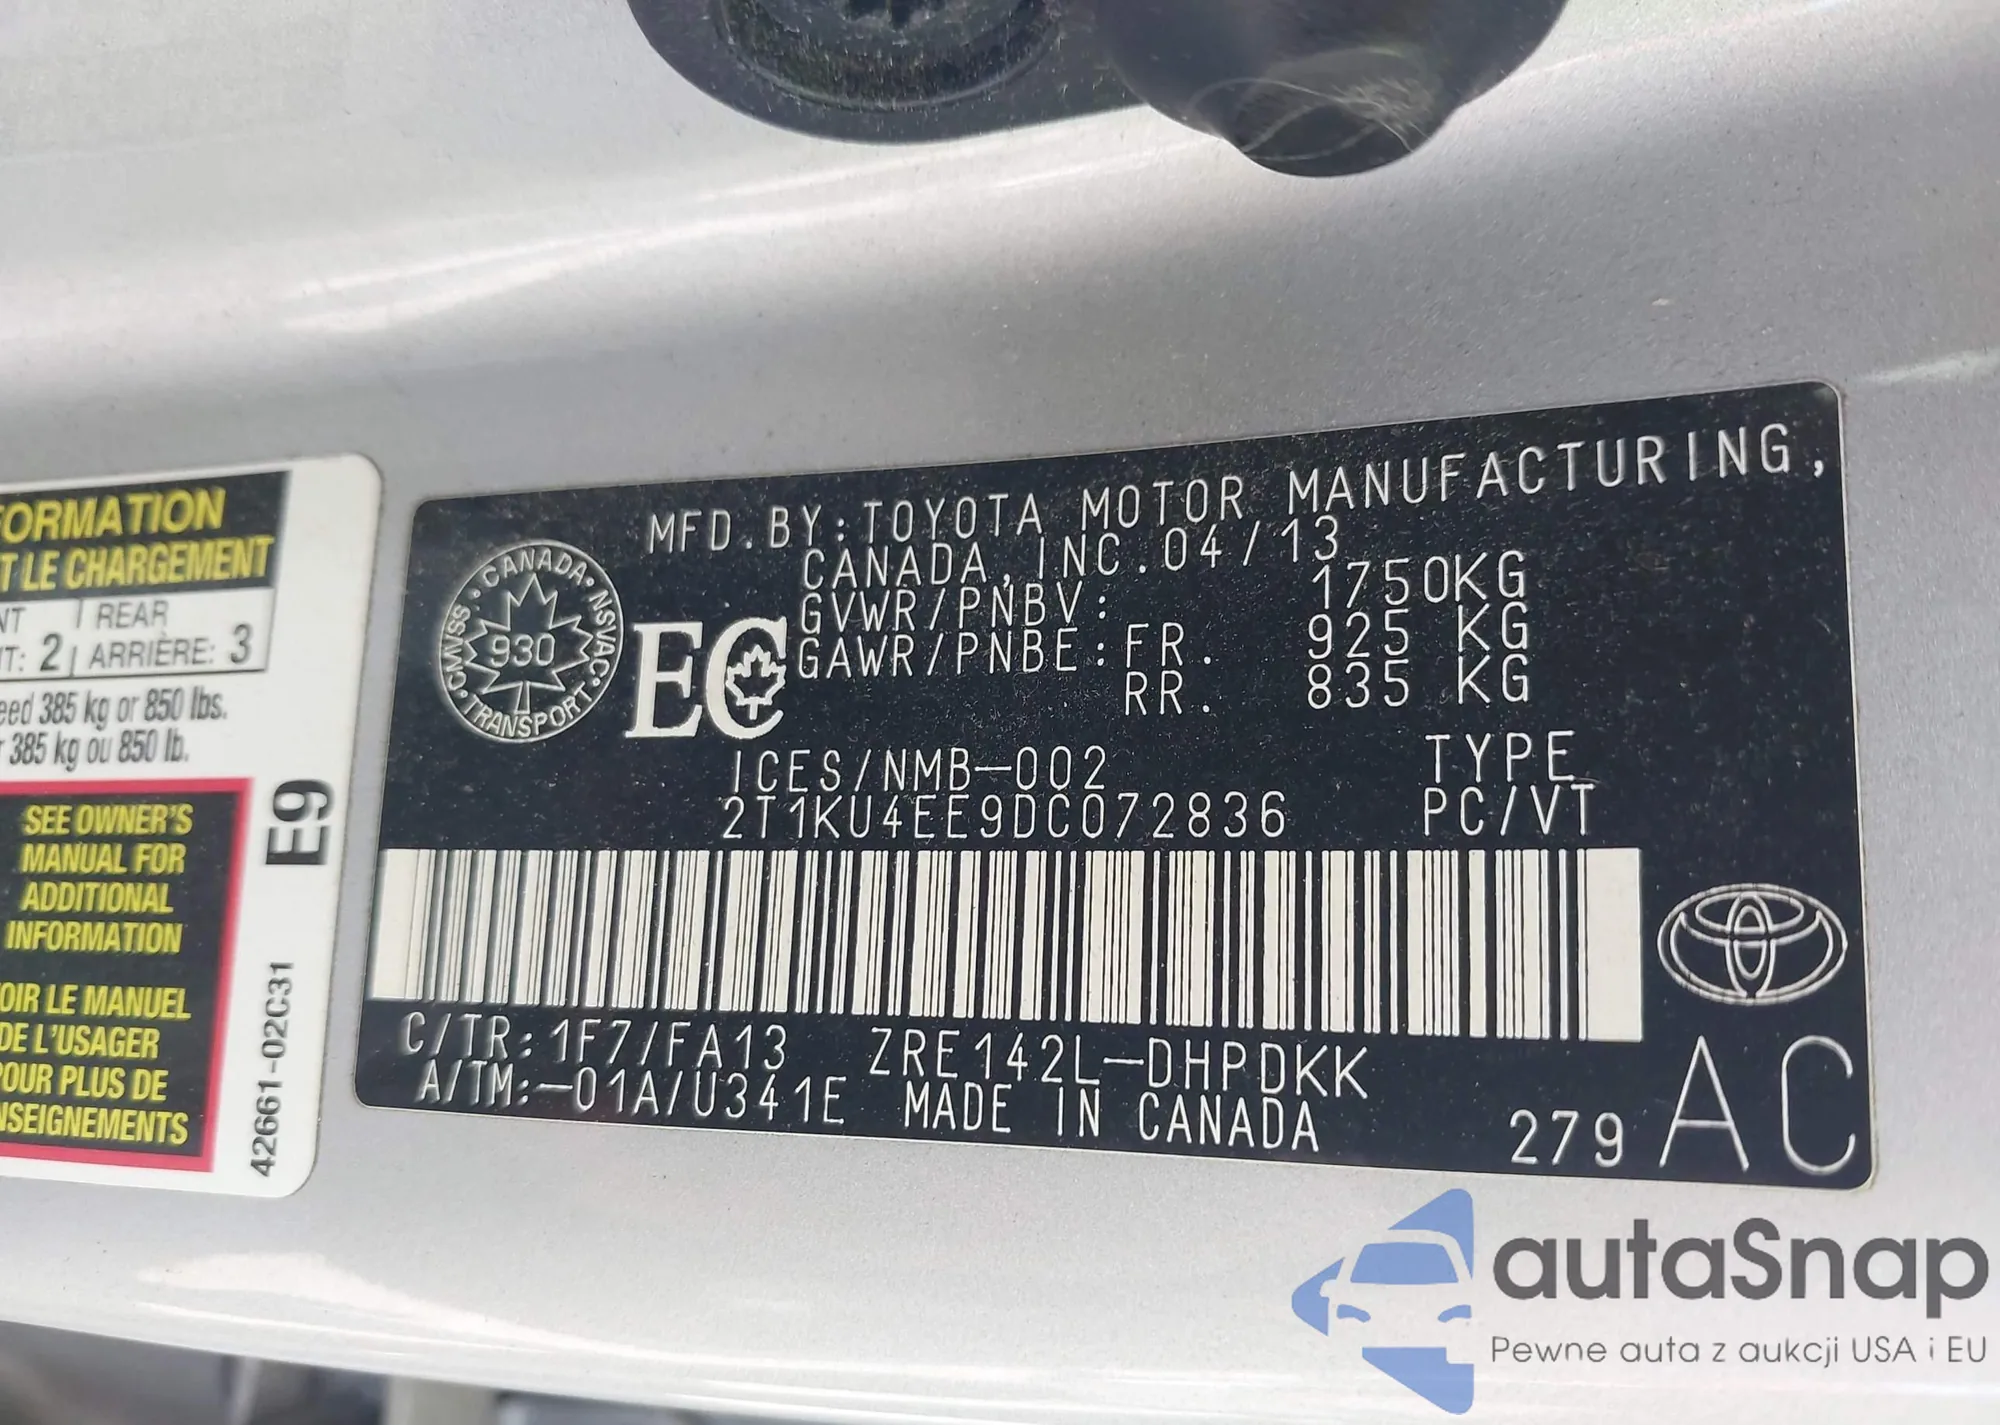 FORMATION
T LE CHARGEMENT
NT REAR
T: 2 ARRIÈRE: 3
eed 385 kg or 850 lbs.
r 385 kg ou 850 lb.
SEE OWNER'S
MANUAL FOR
ADDITIONAL
INFORMATION
OIR LE MANUEL
DE L'USAGER
POUR PLUS DE
NSEIGNEMENTS
E9
42661-02C31
MFD. BY: TOYOTA MOTOR MANUFACTURING,
CANADA, INC. 04/13
GVWR/PNBV: 1750KG
GAWR/PNBE: FR. 925 KG
RR. 835 KG
CANADA
CMVSS NSVAC
930
TRANSPORT
EC
ICES/NMB-002 TYPE
2T1KU4EE9DC072836 PC/VT
C/TR: 1F7/FA13 ZRE142L-DHPDKK
A/TM:-01A/U341E MADE IN CANADA
279 AC
autaSnap
Pewne auta z aukcji USA i EU